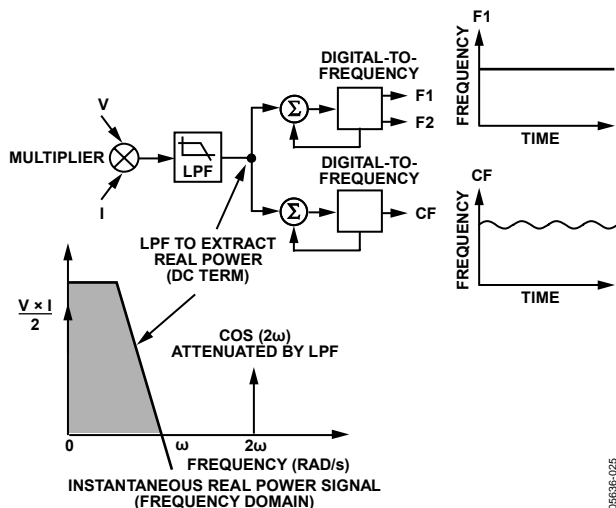 DIGITAL-TO-
FREQUENCY
V
MULTIPLIER
I
LPF
Σ
F1
F2
DIGITAL-TO-
FREQUENCY
Σ
CF
F1
FREQUENCY
TIME
CF
FREQUENCY
TIME
LPF TO EXTRACT
REAL POWER
(DC TERM)
V × I
2
COS (2ω)
ATTENUATED BY LPF
0
ω
2ω
FREQUENCY (RAD/s)
INSTANTANEOUS REAL POWER SIGNAL
(FREQUENCY DOMAIN)
05636-025